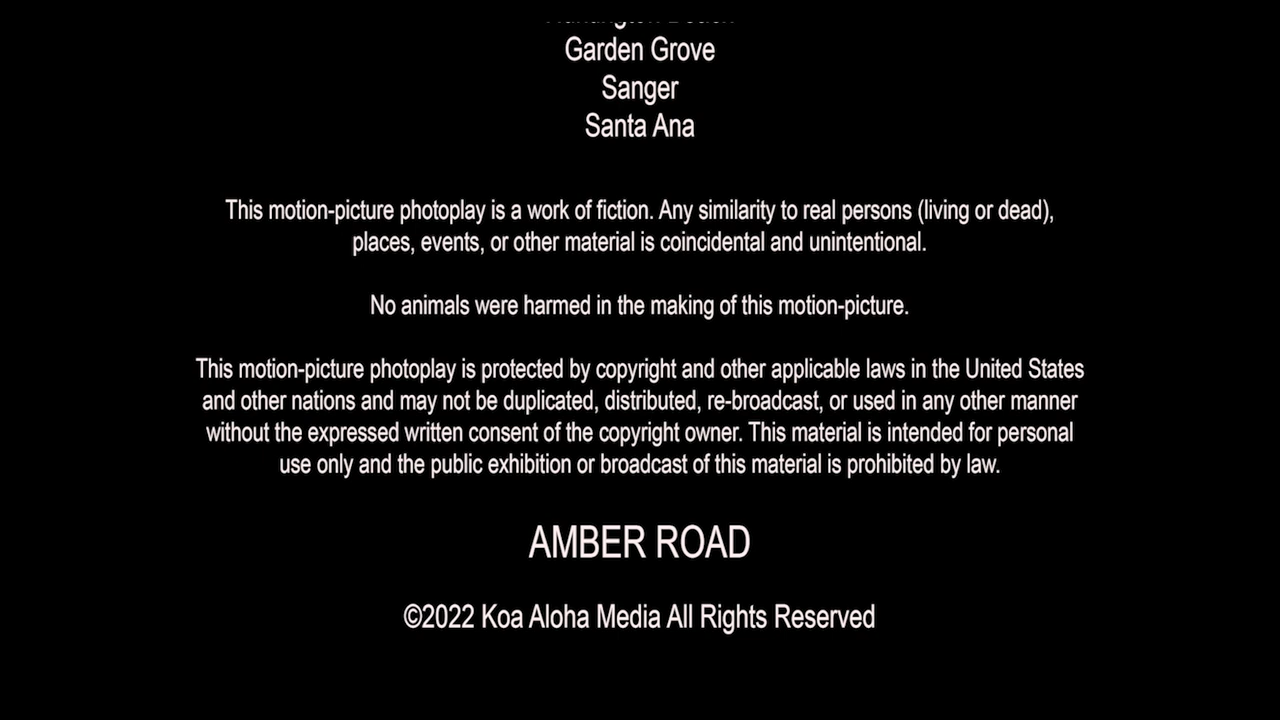 Garden Grove
Sanger
Santa Ana
This motion-picture photoplay is a work of fiction. Any similarity to real persons (living or dead),
places, events, or other material is coincidental and unintentional.
No animals were harmed in the making of this motion-picture.
This motion-picture photoplay is protected by copyright and other applicable laws in the United States
and other nations and may not be duplicated, distributed, re-broadcast, or used in any other manner
without the expressed written consent of the copyright owner. This material is intended for personal
use only and the public exhibition or broadcast of this material is prohibited by law.
AMBER ROAD
©2022 Koa Aloha Media All Rights Reserved